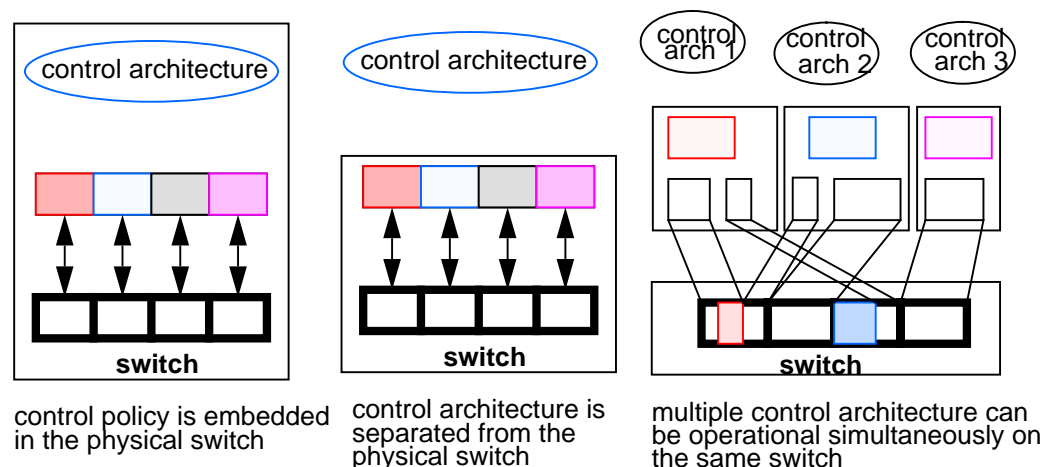 control architecture
switch
control policy is embedded
in the physical switch
control architecture
switch
control architecture is
separated from the
physical switch
control
arch 1
control
arch 2
control
arch 3
switch
multiple control architecture can
be operational simultaneously on
the same switch